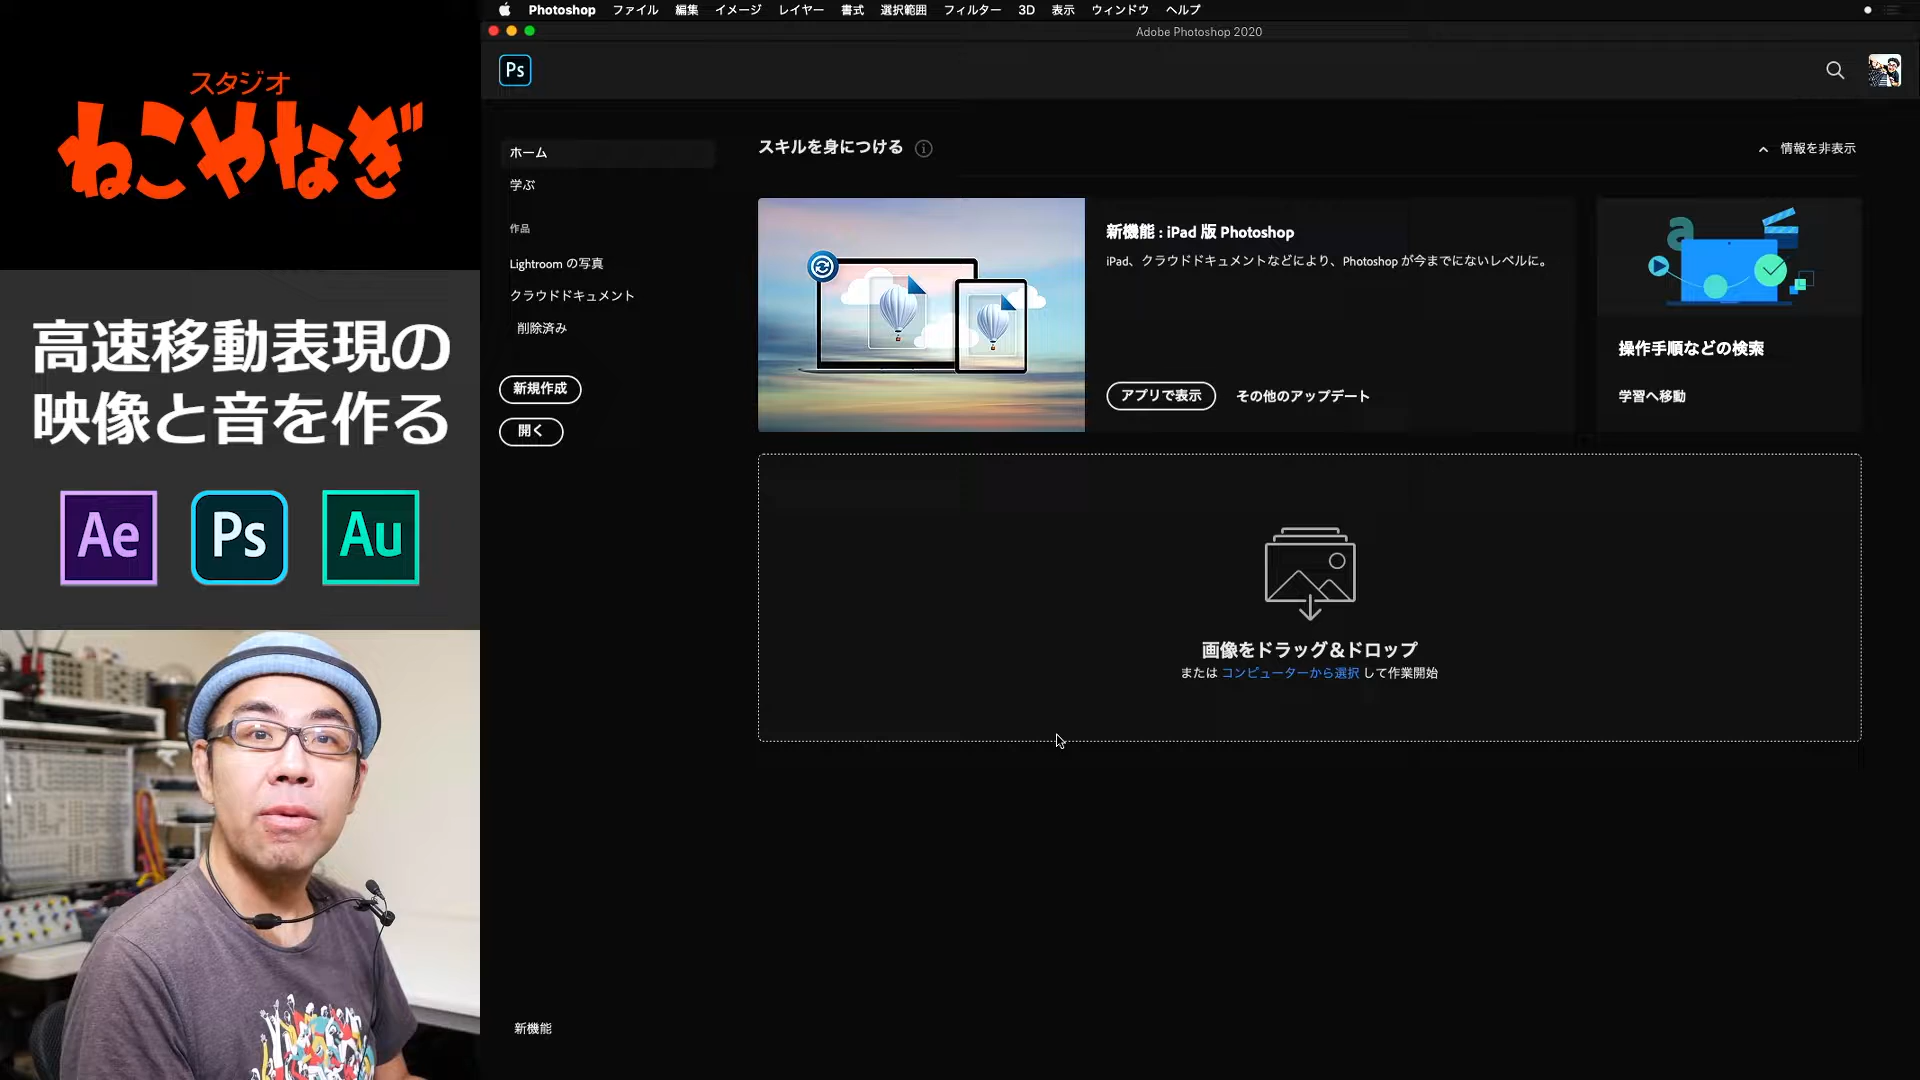 Photoshop ファイル 編集 イメージ レイヤー 書式 選択範囲 フィルター 3D 表示 ウィンドウ ヘルプ
Adobe Photoshop 2020
Ps
スタジオ
ねこやなぎ
高速移動表現の
映像と音を作る
Ae Ps Au
ホーム
学ぶ
作品
Lightroom の写真
クラウドドキュメント
削除済み
新規作成
開く
新機能
スキルを身につける
情報を非表示
新機能 : iPad 版 Photoshop
iPad、クラウドドキュメントなどにより、Photoshop が今までにないレベルに。
アプリで表示 その他のアップデート
a
操作手順などの検索
学習へ移動
画像をドラッグ＆ドロップ
または コンピューターから選択 して作業開始